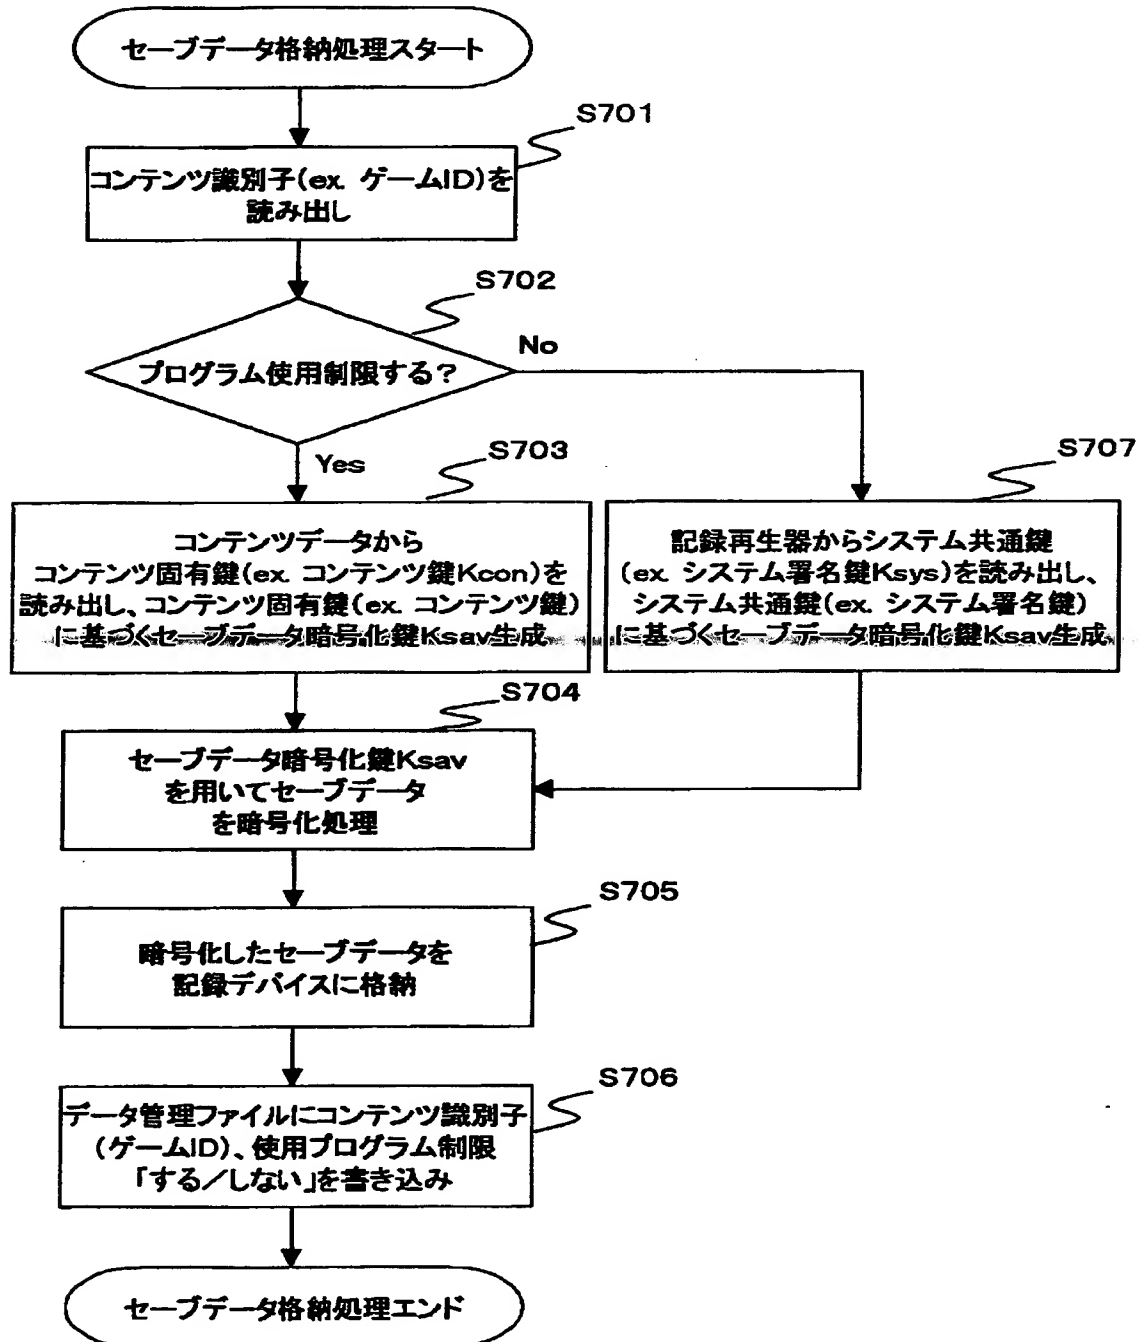 セーブデータ格納処理スタート
S701
コンテンツ識別子(ex. ゲームID)を
読み出し
S702
プログラム使用制限する?
No
Yes
S703
コンテンツデータから
コンテンツ固有鍵(ex. コンテンツ鍵Kcon)を
読み出し、コンテンツ固有鍵(ex. コンテンツ鍵)
に基づくセーブデータ暗号化鍵Ksav生成
S707
記録再生器からシステム共通鍵
(ex. システム署名鍵Ksys)を読み出し、
システム共通鍵(ex. システム署名鍵)
に基づくセーブデータ暗号化鍵Ksav生成
S704
セーブデータ暗号化鍵Ksav
を用いてセーブデータ
を暗号化処理
S705
暗号化したセーブデータを
記録デバイスに格納
S706
データ管理ファイルにコンテンツ識別子
(ゲームID)、使用プログラム制限
「する/しない」を書き込み
セーブデータ格納処理エンド